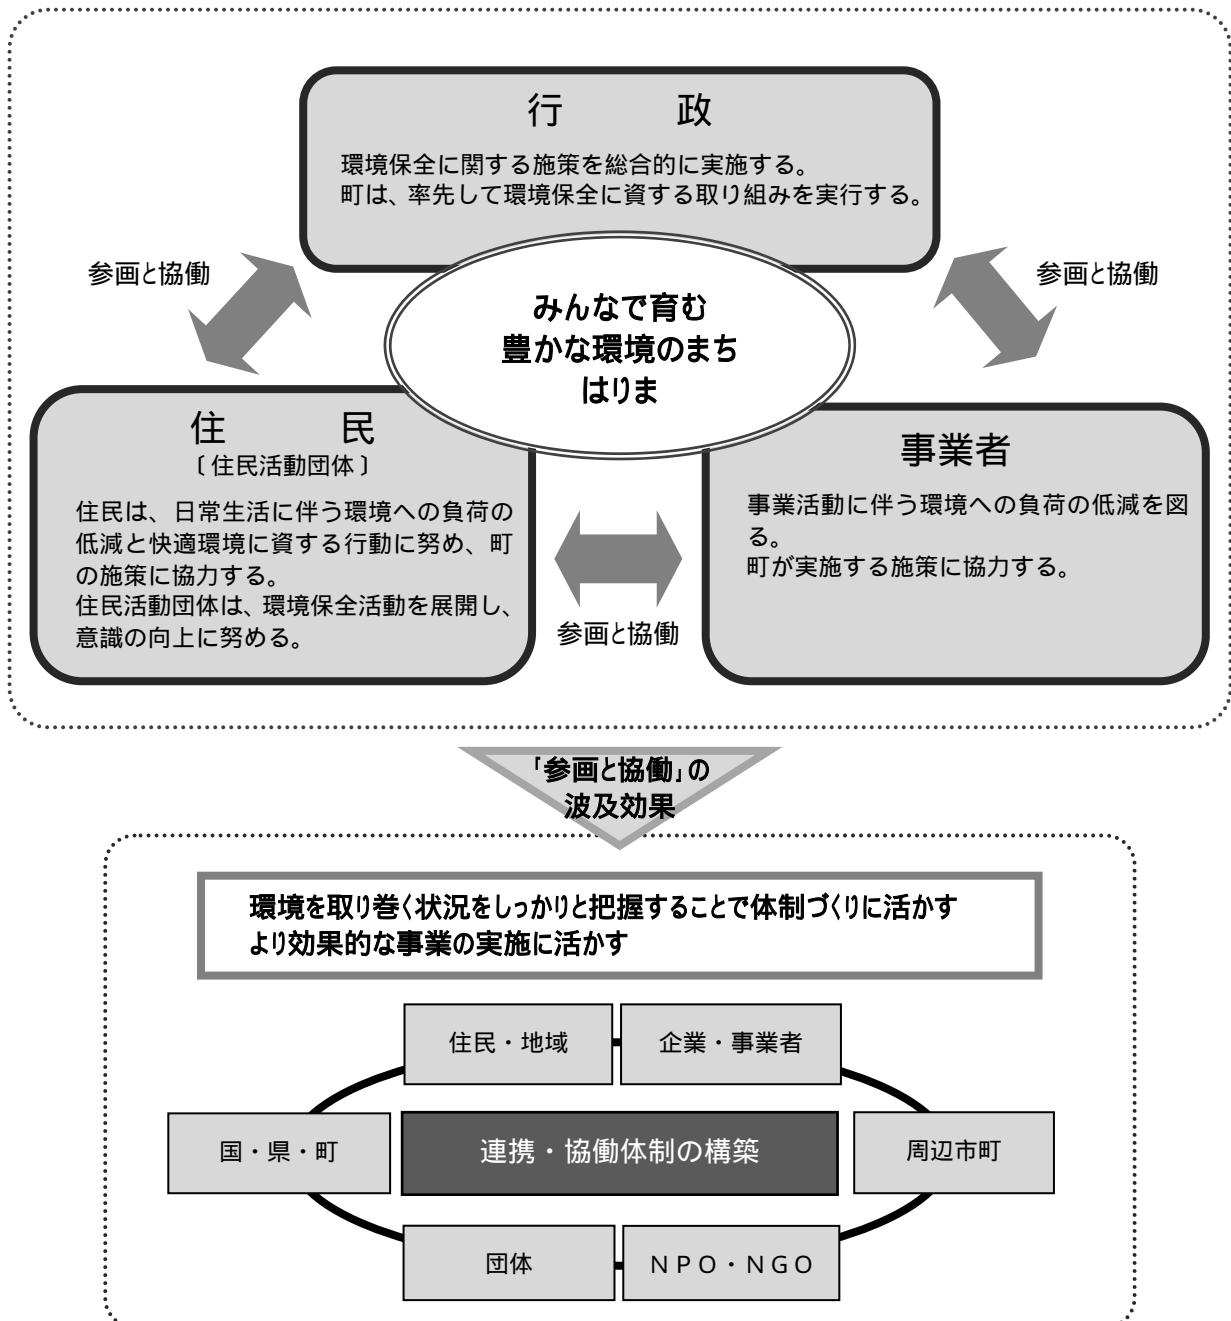 行　　　政
環境保全に関する施策を総合的に実施する。
町は、率先して環境保全に資する取り組みを実行する。
参画と協働
参画と協働
みんなで育む
豊かな環境のまち
はりま
住　　　民
〔住民活動団体〕
住民は、日常生活に伴う環境への負荷の
低減と快適環境に資する行動に努め、町
の施策に協力する。
住民活動団体は、環境保全活動を展開し、
意識の向上に努める。
事業者
事業活動に伴う環境への負荷の低減を図
る。
町が実施する施策に協力する。
参画と協働
「参画と協働」の
波及効果
環境を取り巻く状況をしっかりと把握することで体制づくりに活かす
より効果的な事業の実施に活かす
住民・地域
企業・事業者
国・県・町
連携・協働体制の構築
周辺市町
団体
ＮＰＯ・ＮＧＯ